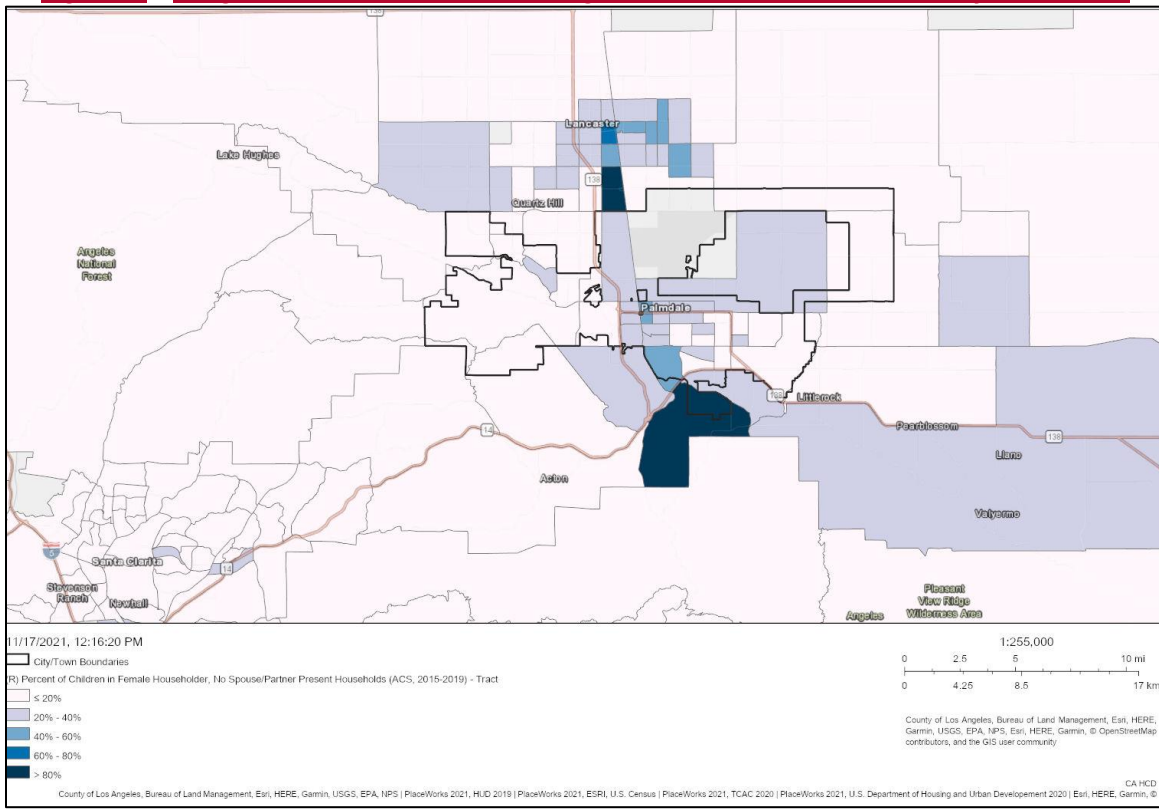 138
Lancaster
Lake Hughes
138
Quartz Hill
Angeles
National
Forest
Palmdale
138
Littlerock
Pearblossom
138
14
Llano
Acton
Valyermo
5
Santa Clarita
14
Stevenson
Ranch
Newhall
Pleasant
View Ridge
Wilderness Area
Angeles
11/17/2021, 12:16:20 PM
City/Town Boundaries
(R) Percent of Children in Female Householder, No Spouse/Partner Present Households (ACS, 2015-2019) - Tract
≤ 20%
20% - 40%
40% - 60%
60% - 80%
> 80%
1:255,000
0 2.5 5 10 mi
0 4.25 8.5 17 km
County of Los Angeles, Bureau of Land Management, Esri, HERE,
Garmin, USGS, EPA, NPS, Esri, HERE, Garmin, © OpenStreetMap
contributors, and the GIS user community
CA HCD
County of Los Angeles, Bureau of Land Management, Esri, HERE, Garmin, USGS, EPA, NPS | PlaceWorks 2021, HUD 2019 | PlaceWorks 2021, ESRI, U.S. Census | PlaceWorks 2021, TCAC 2020 | PlaceWorks 2021, U.S. Department of Housing and Urban Developement 2020 | Esri, HERE, Garmin, ©